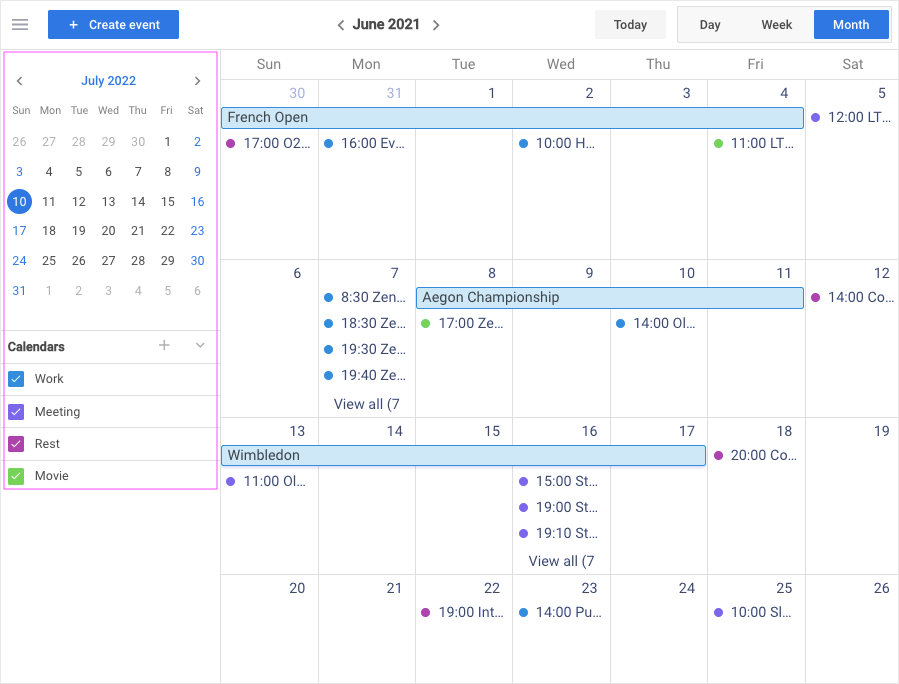 + Create event
June 2021
Today
Day Week Month
July 2022
Sun Mon Tue Wed Thu Fri Sat
26 27 28 29 30 1 2
3 4 5 6 7 8 9
10 11 12 13 14 15 16
17 18 19 20 21 22 23
24 25 26 27 28 29 30
31 1 2 3 4 5 6
Calendars
Work
Meeting
Rest
Movie
Sun Mon Tue Wed Thu Fri Sat
30 31 1 2 3 4 5
French Open 12:00 LT...
17:00 O2... 16:00 Ev... 10:00 H... 11:00 LT...
6 7 8 9 10 11 12
8:30 Zen... Aegon Championship 14:00 Co...
18:30 Ze... 17:00 Ze... 14:00 Ol...
19:30 Ze...
19:40 Ze...
View all (7
13 14 15 16 17 18 19
Wimbledon 20:00 Co...
11:00 Ol... 15:00 St...
19:00 St...
19:10 St...
View all (7
20 21 22 23 24 25 26
19:00 Int... 14:00 Pu... 10:00 Sl...